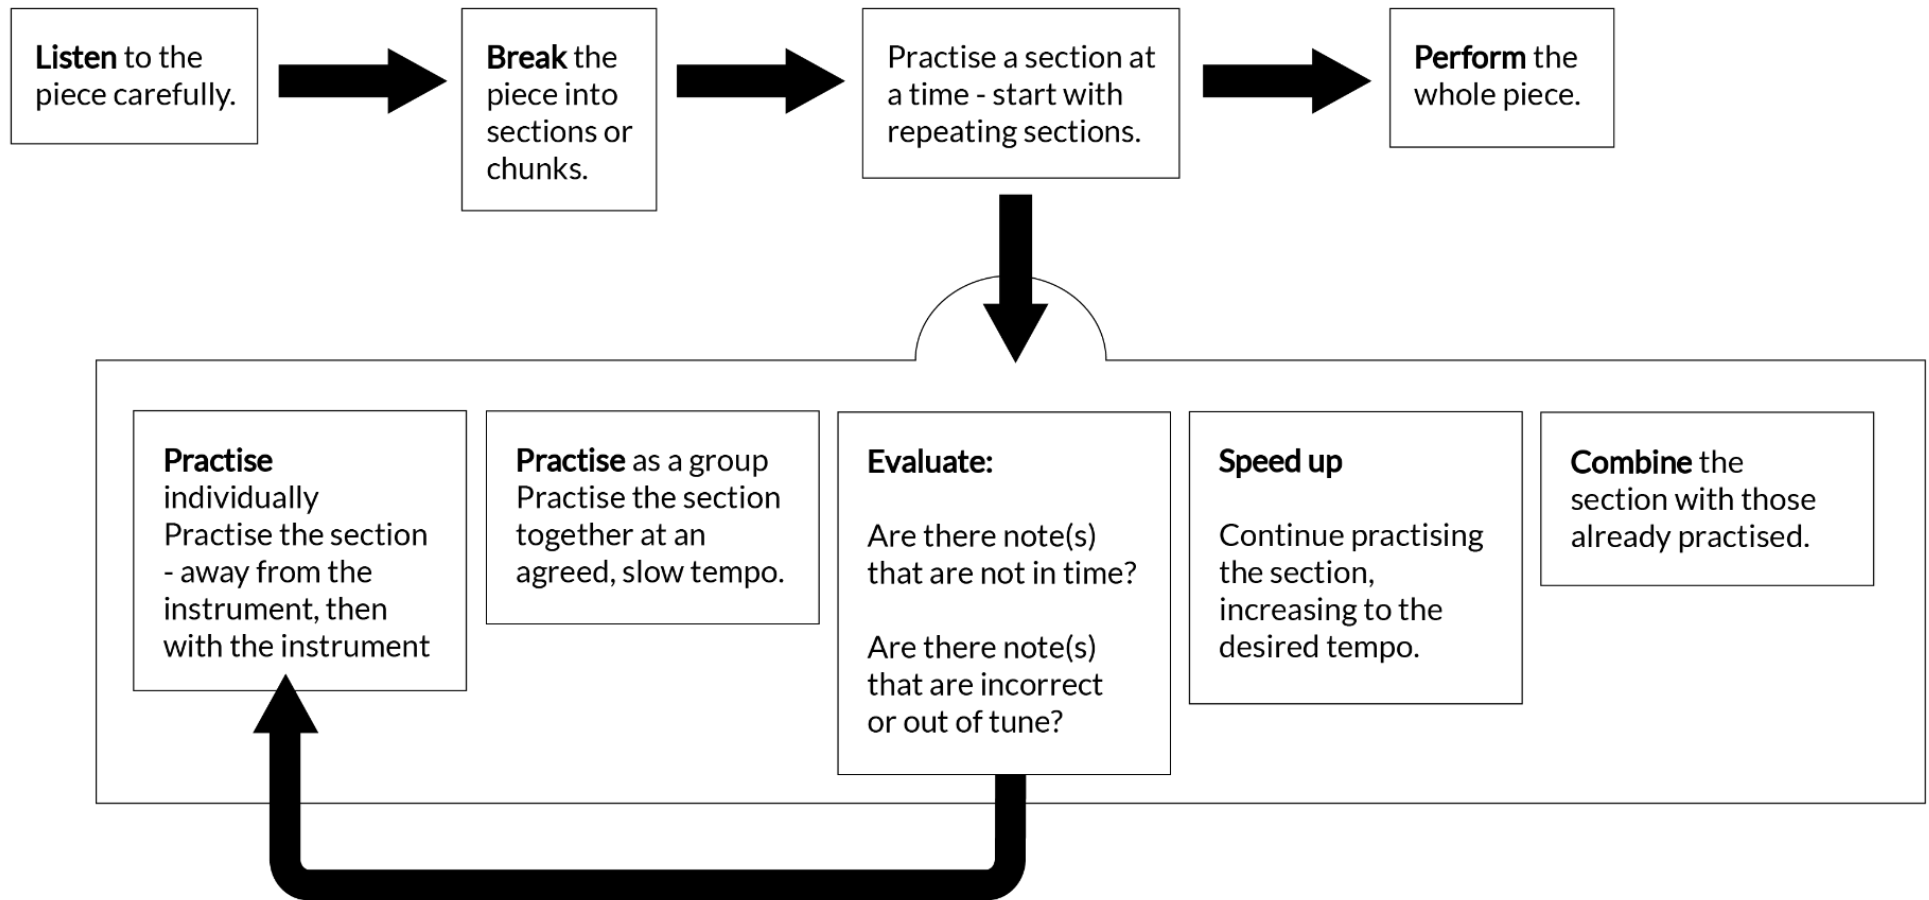 Listen to the
piece carefully.
Break the
piece into
sections or
chunks.
Practise a section at
a time - start with
repeating sections.
Perform the
whole piece.
Practise
individually
Practise the section
- away from the
instrument, then
with the instrument
Practise as a group
Practise the section
together at an
agreed, slow tempo.
Evaluate:
Are there note(s)
that are not in time?
Are there note(s)
that are incorrect
or out of tune?
Speed up
Continue practising
the section,
increasing to the
desired tempo.
Combine the
section with those
already practised.